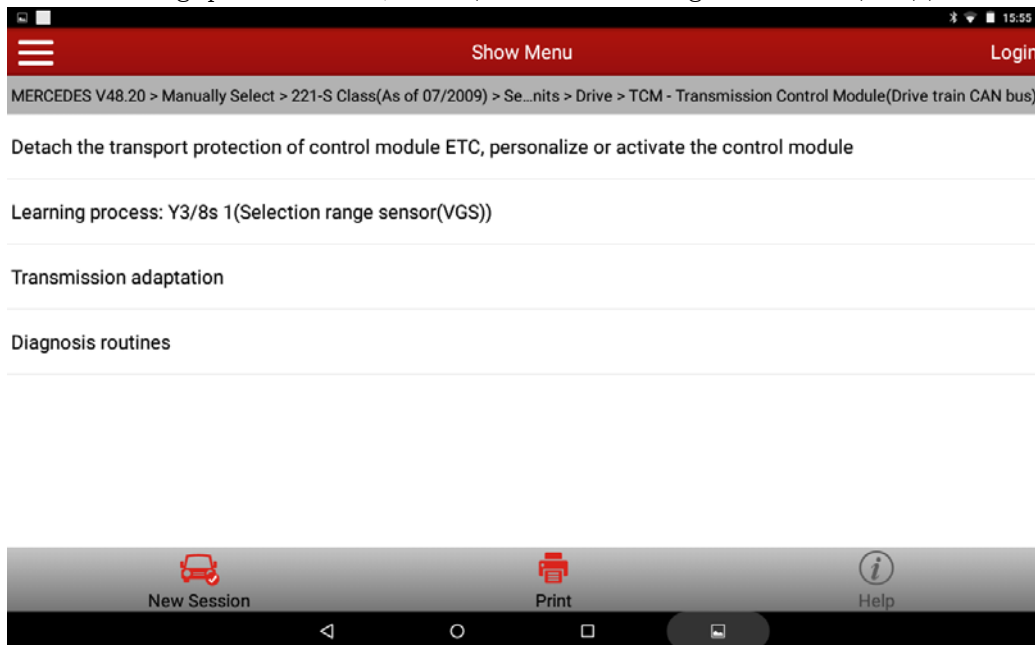 15:55
Show Menu
Login
MERCEDES V48.20 > Manually Select > 221-S Class(As of 07/2009) > Se...nits > Drive > TCM - Transmission Control Module(Drive train CAN bus)
Detach the transport protection of control module ETC, personalize or activate the control module
Learning process: Y3/8s 1(Selection range sensor(VGS))
Transmission adaptation
Diagnosis routines
New Session
Print
Help